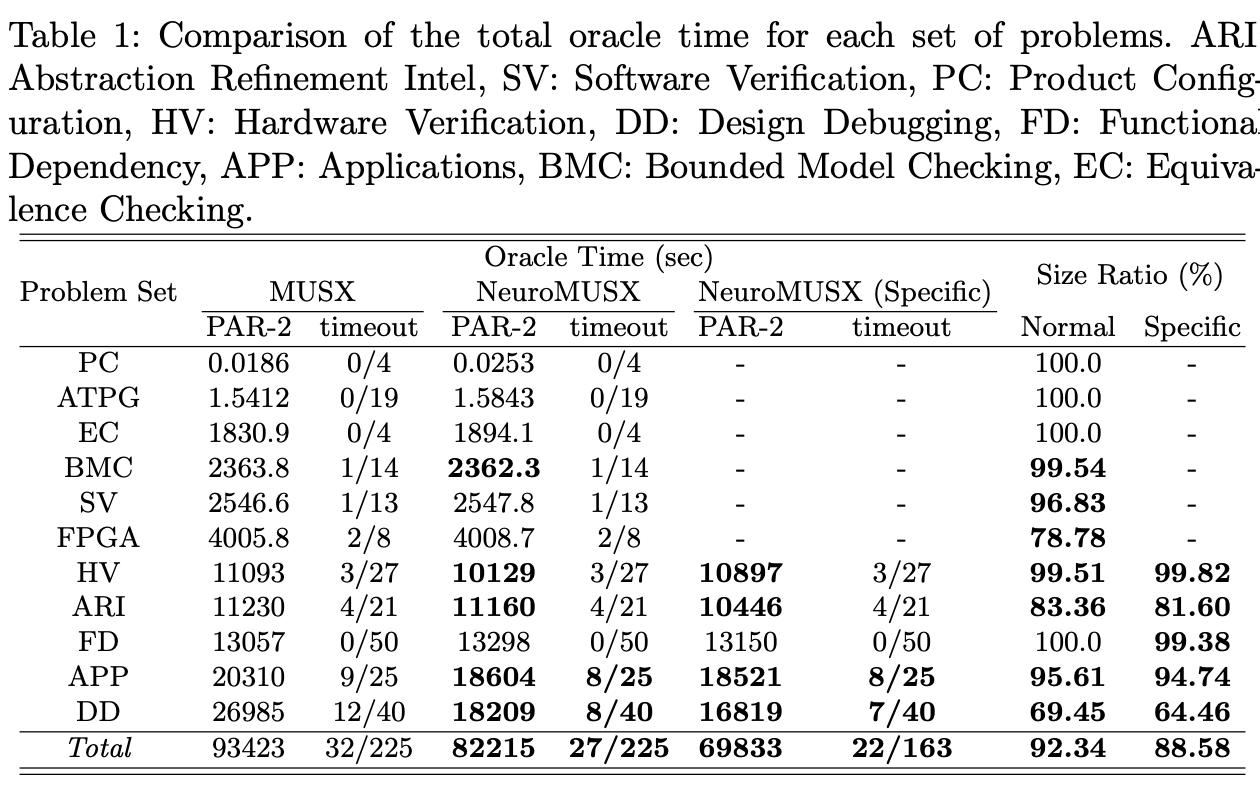 Table 1: Comparison of the total oracle time for each set of problems. ARI
Abstraction Refinement Intel, SV: Software Verification, PC: Product Config-
uration, HV: Hardware Verification, DD: Design Debugging, FD: Functiona
Dependency, APP: Applications, BMC: Bounded Model Checking, EC: Equiva-
lence Checking.
Oracle Time (sec)
Size Ratio (%)
Problem Set MUSX NeuroMUSX NeuroMUSX (Specific)
PAR-2 timeout PAR-2 timeout PAR-2 timeout Normal Specific
PC 0.0186 0/4 0.0253 0/4 - - 100.0 -
ATPG 1.5412 0/19 1.5843 0/19 - - 100.0 -
EC 1830.9 0/4 1894.1 0/4 - - 100.0 -
BMC 2363.8 1/14 2362.3 1/14 - - 99.54 -
SV 2546.6 1/13 2547.8 1/13 - - 96.83 -
FPGA 4005.8 2/8 4008.7 2/8 - - 78.78 -
HV 11093 3/27 10129 3/27 10897 3/27 99.51 99.82
ARI 11230 4/21 11160 4/21 10446 4/21 83.36 81.60
FD 13057 0/50 13298 0/50 13150 0/50 100.0 99.38
APP 20310 9/25 18604 8/25 18521 8/25 95.61 94.74
DD 26985 12/40 18209 8/40 16819 7/40 69.45 64.46
Total 93423 32/225 82215 27/225 69833 22/163 92.34 88.58